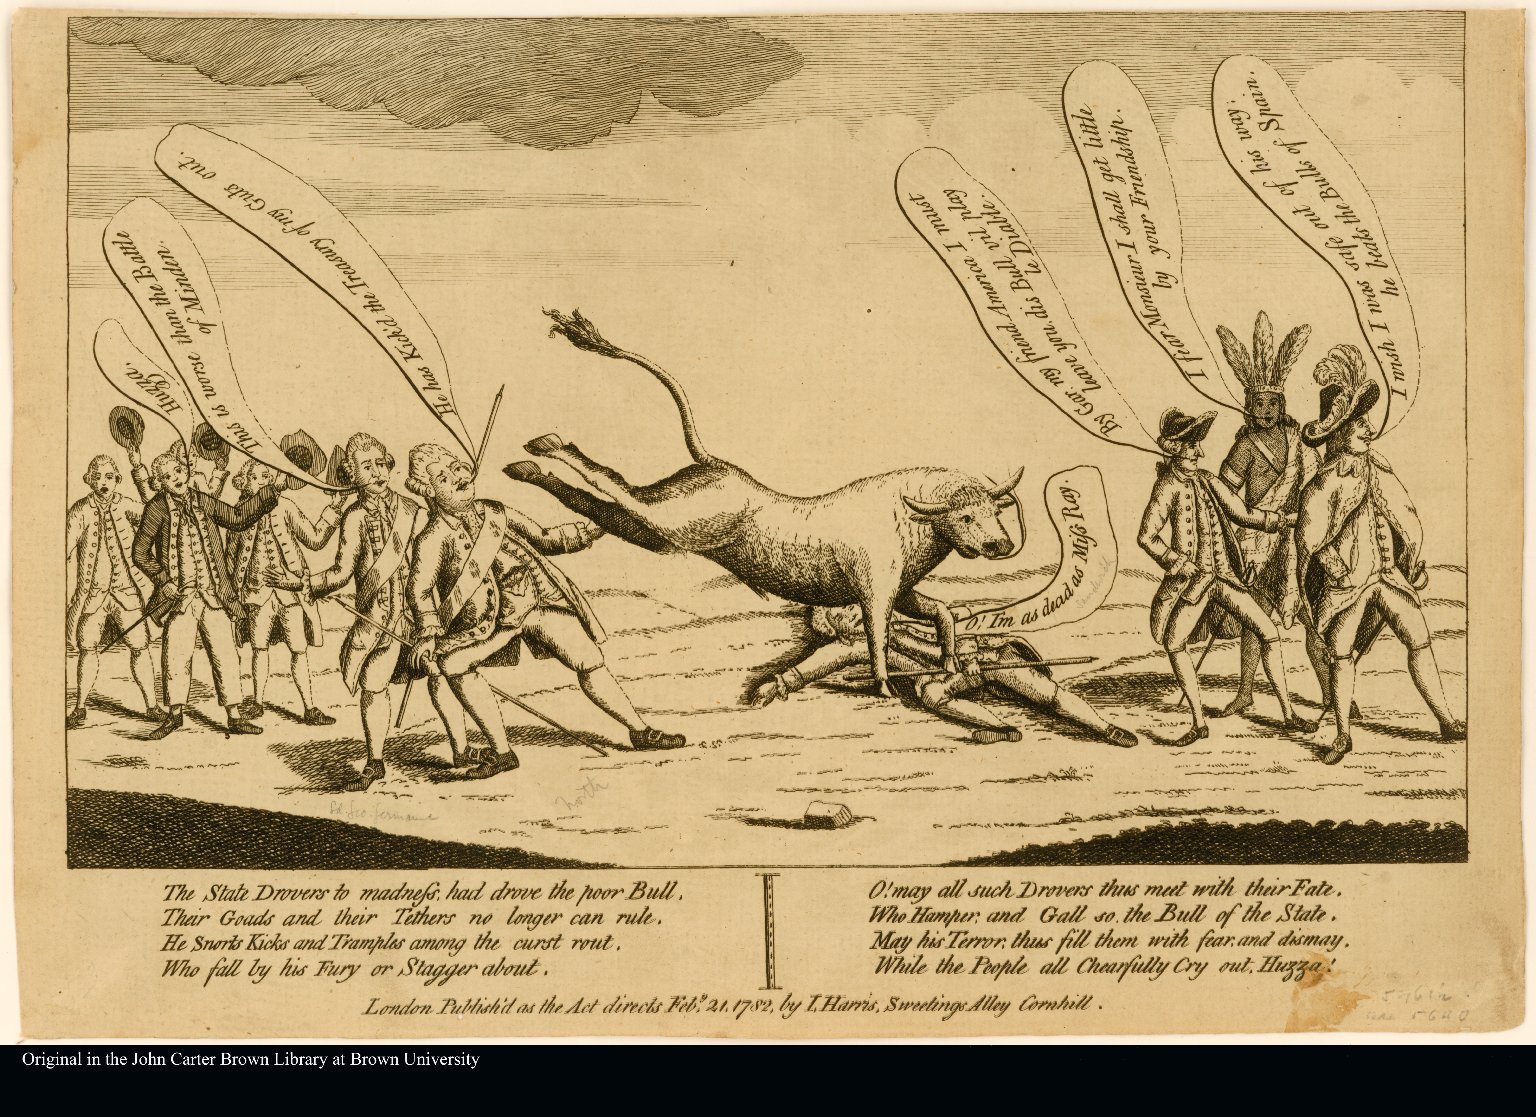 Huzza.
This is worse than the Battle
of Minden.
He has Kick'd the Treasury of my Guts out.
O! I'm as dead as Miſs Ray.
By Gar, my friend America I must
leave you, dis Bull vil play
le Diable
I fear Monsieur I shall get little
by your Friendship.
I wish I was safe out of his way,
he beats the Bulls of Spain.
Ld. Geo. Germaine
North
The State Drovers to madneſs, had drove the poor Bull,
Their Goads and their Tethers no longer can rule,
He Snorts Kicks and Tramples among the curst rout,
Who fall by his Fury or Stagger about.
O! may all such Drovers thus meet with their Fate,
Who Hamper, and Gall so, the Bull of the State,
May his Terror, thus fill them with fear, and dismay,
While the People all Chearfully Cry out, Huzza!
London Publish'd as the Act directs Feby. 21, 1782, by I, Harris, Sweetings Alley Cornhill.
5640
Original in the John Carter Brown Library at Brown University